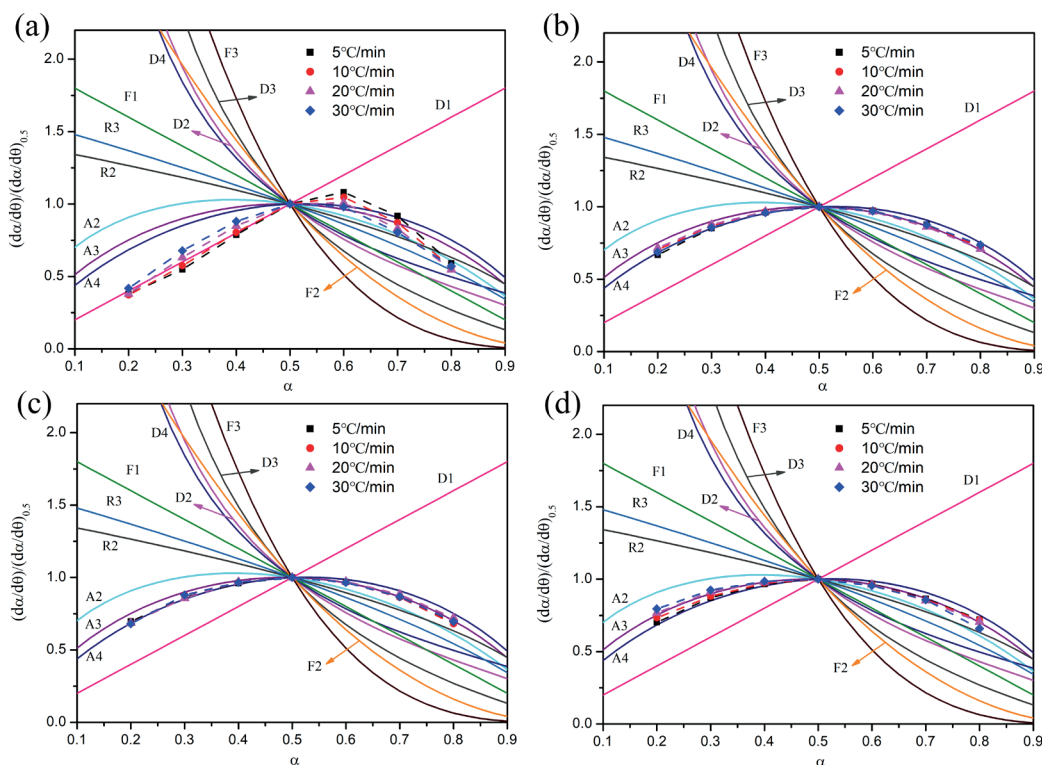 (a)
(dα/dθ)/(dα/dθ)0.5
2.0
1.5
1.0
0.5
0.0
0.1 0.2 0.3 0.4 0.5 0.6 0.7 0.8 0.9
α
5℃/min
10℃/min
20℃/min
30℃/min
D4
F3
F1
D3
D1
R3
D2
R2
A2
A3
A4
F2
(b)
(dα/dθ)/(dα/dθ)0.5
2.0
1.5
1.0
0.5
0.0
0.1 0.2 0.3 0.4 0.5 0.6 0.7 0.8 0.9
α
5℃/min
10℃/min
20℃/min
30℃/min
D4
F3
F1
D3
D1
R3
D2
R2
A2
A3
A4
F2
(c)
(dα/dθ)/(dα/dθ)0.5
2.0
1.5
1.0
0.5
0.0
0.1 0.2 0.3 0.4 0.5 0.6 0.7 0.8 0.9
α
5℃/min
10℃/min
20℃/min
30℃/min
D4
F3
F1
D3
D1
R3
D2
R2
A2
A3
A4
F2
(d)
(dα/dθ)/(dα/dθ)0.5
2.0
1.5
1.0
0.5
0.0
0.1 0.2 0.3 0.4 0.5 0.6 0.7 0.8 0.9
α
5℃/min
10℃/min
20℃/min
30℃/min
D4
F3
F1
D3
D1
R3
D2
R2
A2
A3
A4
F2